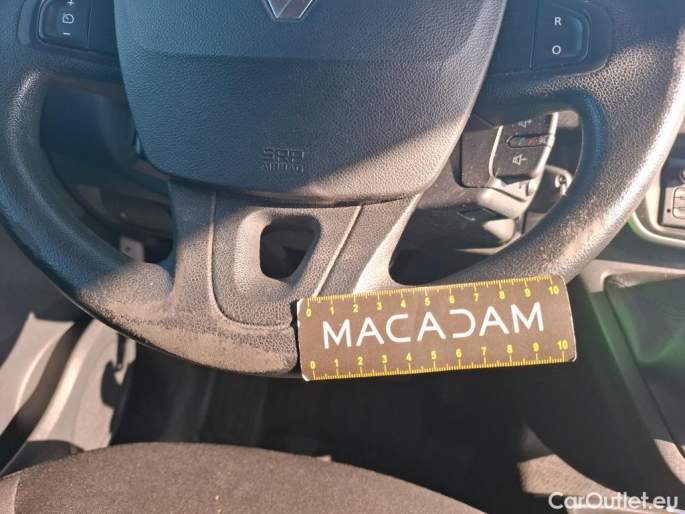 R
O
SRP
AIRBAG
0 1 2 3 4 5 6 7 8 9 10
MACADAM
0 1 2 3 4 5 6 7 8 9 10
CarOutlet.eu